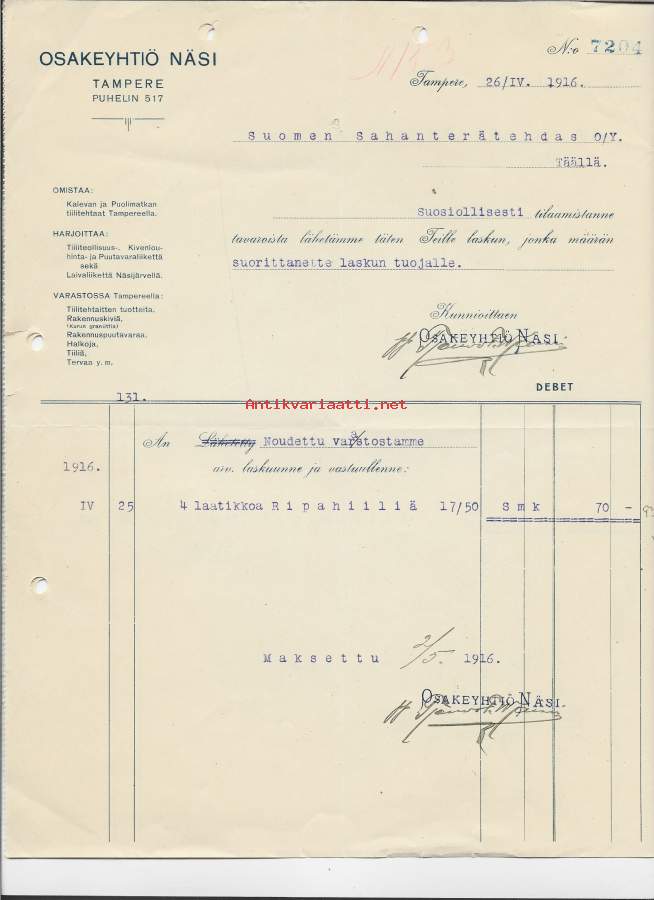 OSAKEYHTIÖ NÄSI
TAMPERE
PUHELIN 517
N:o 7204
Tampere, 26/IV. 1916.
Suomen Sahanterätehdas O/Y.
Täällä.
OMISTAA:
Kalevan ja Puolimatkan
tiilitehtaat Tampereella.
HARJOITTAA:
Tiiliteollisuus-, Kivenlou-
hinta- ja Puutavaraliikettä
sekä
Laivaliikettä Näsijärvellä.
VARASTOSSA Tampereella:
Tiilitehtaitten tuotteita,
Rakennuskiviä,
(Kurun graniittia)
Rakennuspuutavaraa,
Halkoja,
Tiiliä,
Tervaa y. m.
Suosiollisesti tilaamistanne
tavaroista lähetämme täten Teille laskun, jonka määrän
suorittanette laskun tuojalle.
Kunnioittaen
OSAKEYHTIÖ NÄSI.
DEBET
131.
Antikvariaatti.net
An Lähetetty Noudettu varastostamme
1916.
arv. laskuunne ja vastuullenne:
IV 25 4 laatikkoa Ripahiiliä 17/50 Smk 70 -
Maksettu 2/5. 1916.
OSAKEYHTIÖ NÄSI.